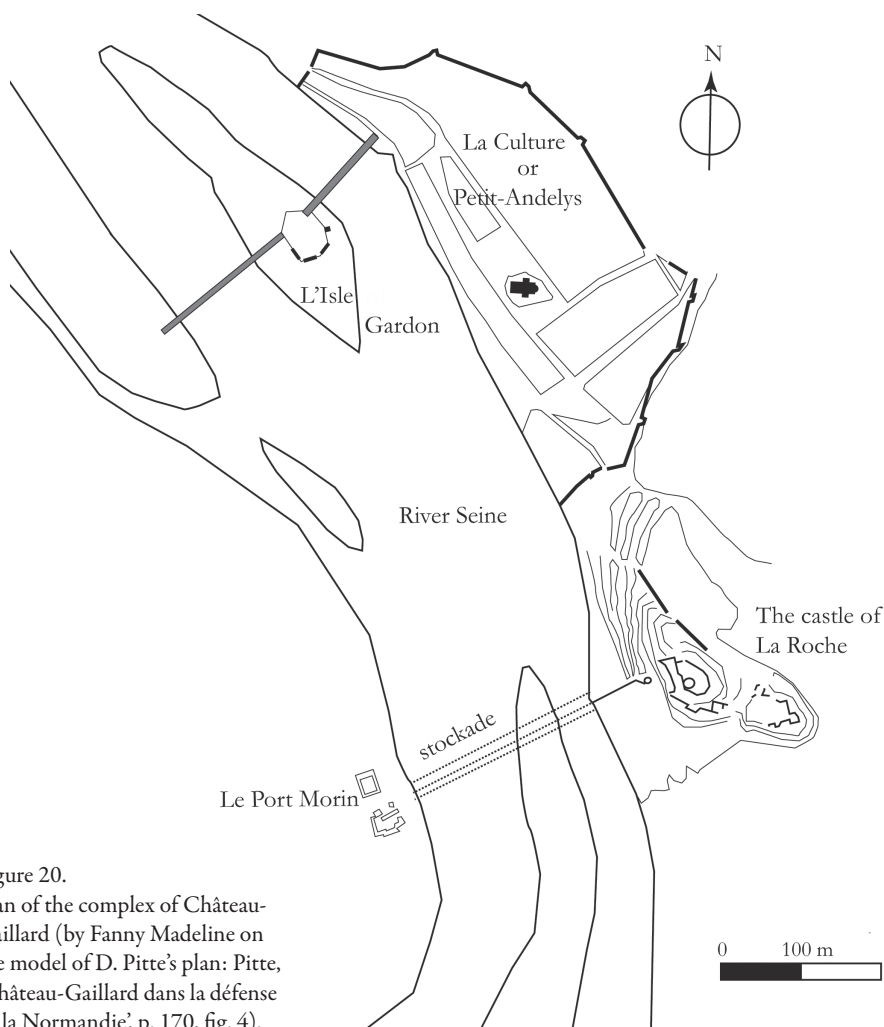 N
La Culture
or
Petit-Andelys
L'Isle
Gardon
River Seine
The castle of
La Roche
stockade
Le Port Morin
gure 20.
an of the complex of Château-
aillard (by Fanny Madeline on
e model of D. Pitte's plan: Pitte,
hâteau-Gaillard dans la défense
la Normandie', p. 170, fig. 4).
0 100 m